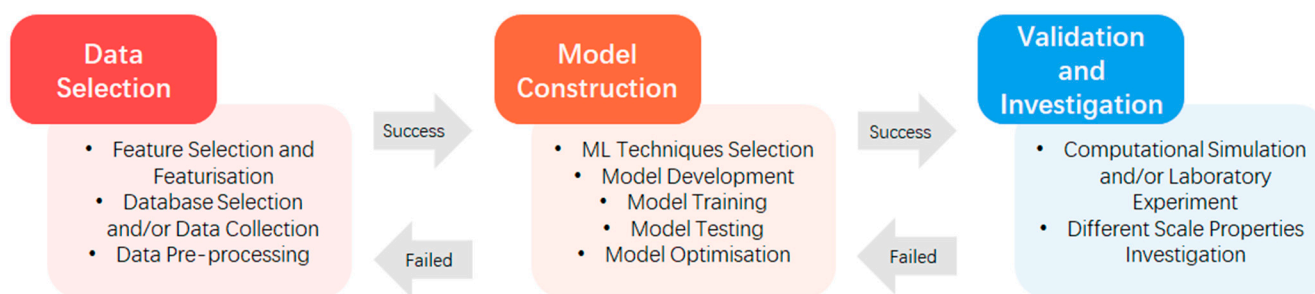 Data
Selection
• Feature Selection and
Featurisation
• Database Selection
and/or Data Collection
• Data Pre-processing
Success
Failed
Model
Construction
• ML Techniques Selection
• Model Development
• Model Training
• Model Testing
• Model Optimisation
Success
Failed
Validation
and
Investigation
• Computational Simulation
and/or Laboratory
Experiment
• Different Scale Properties
Investigation